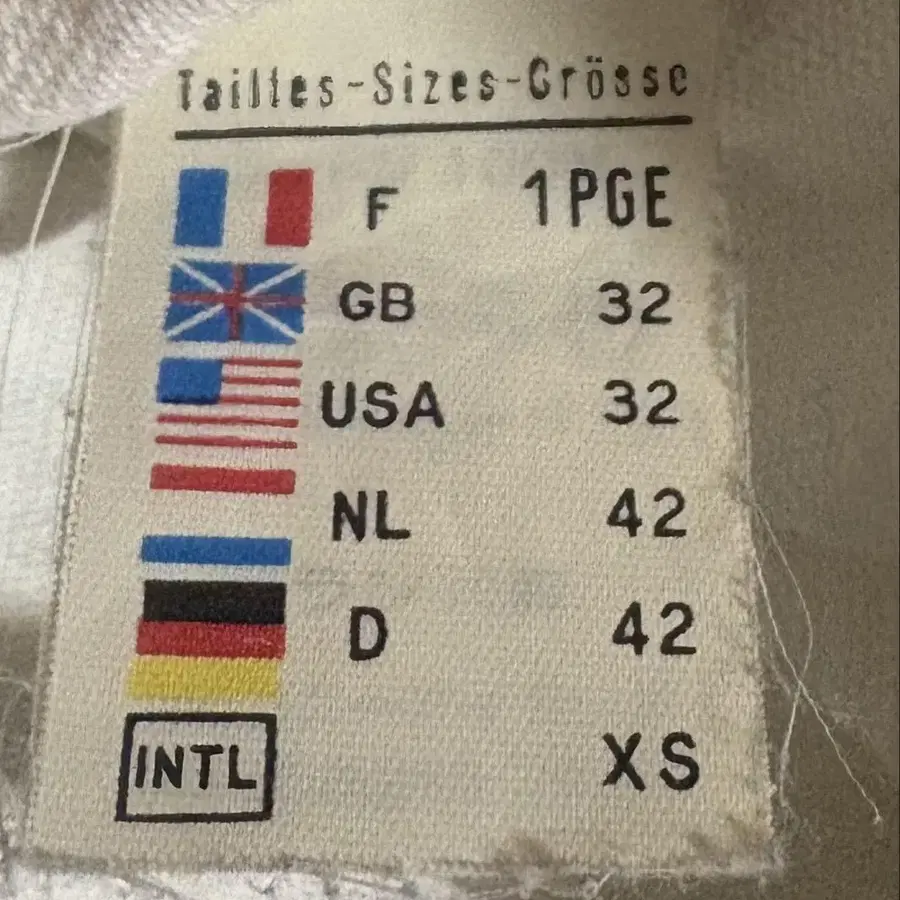 Tailles-Sizes-Grösse
F 1PGE
GB 32
USA 32
NL 42
D 42
INTL XS